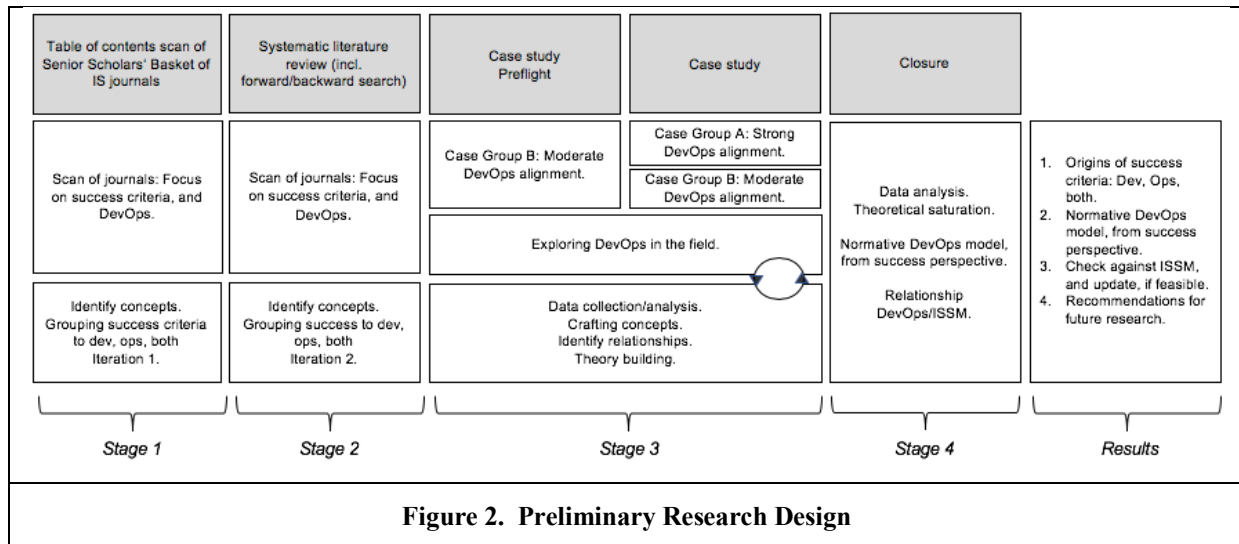 Table of contents scan of
Senior Scholars' Basket of
IS journals
Systematic literature
review (incl.
forward/backward search)
Case study
Preflight
Case study
Closure
Scan of journals: Focus
on success criteria, and
DevOps.
Scan of journals: Focus
on success criteria, and
DevOps.
Case Group B: Moderate
DevOps alignment.
Case Group A: Strong
DevOps alignment.
Case Group B: Moderate
DevOps alignment.
Exploring DevOps in the field.
Identify concepts.
Grouping success criteria
to dev, ops, both
Iteration 1.
Identify concepts.
Grouping success to dev,
ops, both
Iteration 2.
Data collection/analysis.
Crafting concepts.
Identify relationships.
Theory building.
Data analysis.
Theoretical saturation.
Normative DevOps model,
from success perspective.
Relationship
DevOps/ISSM.
1. Origins of success
criteria: Dev, Ops,
both.
2. Normative DevOps
model, from success
perspective.
3. Check against ISSM,
and update, if feasible.
4. Recommendations for
future research.
Stage 1
Stage 2
Stage 3
Stage 4
Results
Figure 2. Preliminary Research Design